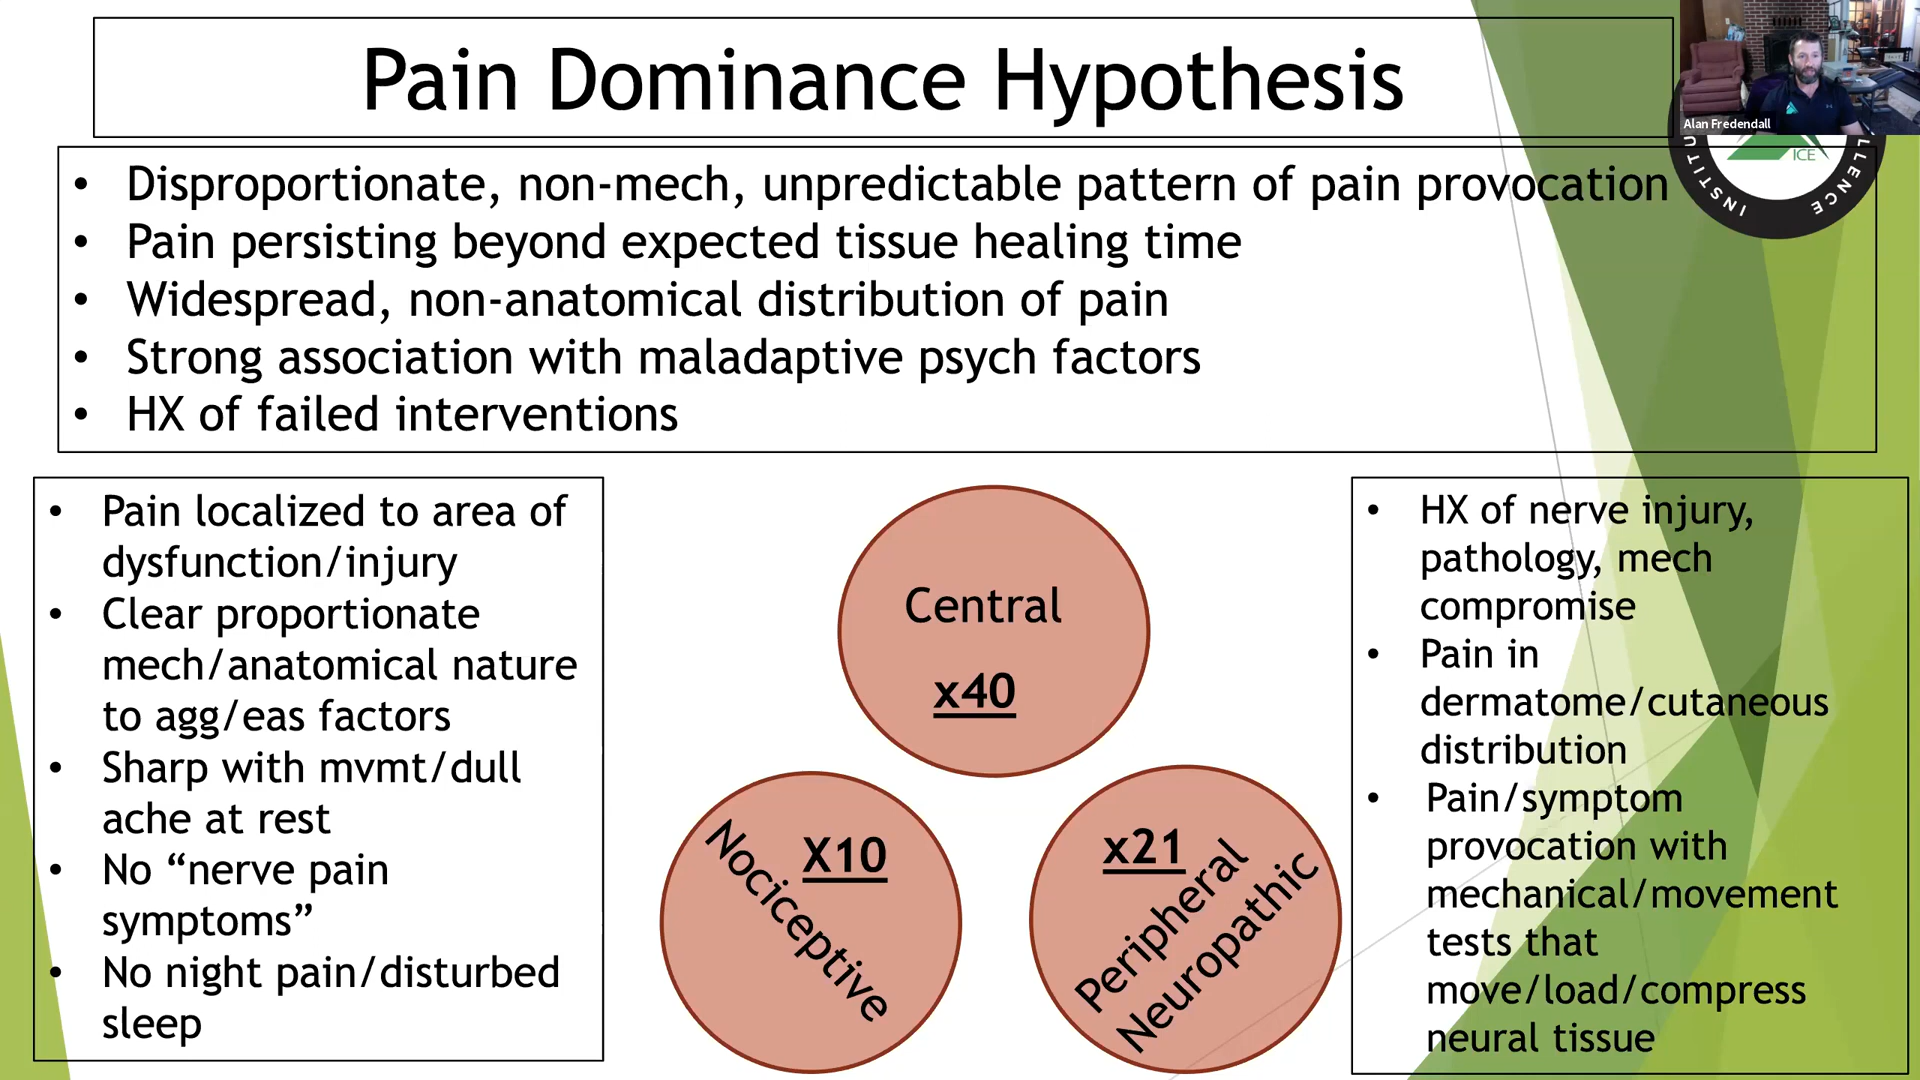 Pain Dominance Hypothesis
Alan Fredendall
ICE
INSTITU
LLENCE
• Disproportionate, non-mech, unpredictable pattern of pain provocation
• Pain persisting beyond expected tissue healing time
• Widespread, non-anatomical distribution of pain
• Strong association with maladaptive psych factors
• HX of failed interventions
• Pain localized to area of
dysfunction/injury
• Clear proportionate
mech/anatomical nature
to agg/eas factors
• Sharp with mvmt/dull
ache at rest
• No “nerve pain
symptoms”
• No night pain/disturbed
sleep
Central
x40
X10
Nociceptive
x21
Peripheral
Neuropathic
• HX of nerve injury,
pathology, mech
compromise
• Pain in
dermatome/cutaneous
distribution
• Pain/symptom
provocation with
mechanical/movement
tests that
move/load/compress
neural tissue